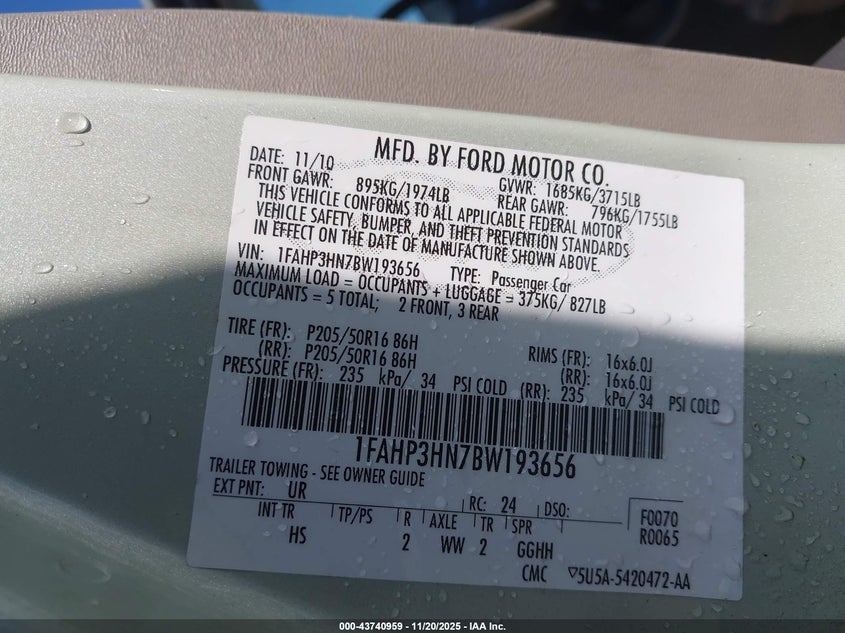 MFD. BY FORD MOTOR CO.
DATE: 11/10 GVWR: 1685KG/3715LB
FRONT GAWR: 895KG/1974LB REAR GAWR: 796KG/1755LB
THIS VEHICLE CONFORMS TO ALL APPLICABLE FEDERAL MOTOR
VEHICLE SAFETY, BUMPER, AND THEFT PREVENTION STANDARDS
IN EFFECT ON THE DATE OF MANUFACTURE SHOWN ABOVE.
VIN: 1FAHP3HN7BW193656 TYPE: Passenger Car
MAXIMUM LOAD = OCCUPANTS + LUGGAGE = 375KG/ 827LB
OCCUPANTS = 5 TOTAL; 2 FRONT, 3 REAR
TIRE (FR): P205/50R16 86H RIMS (FR): 16x6.0J
(RR): P205/50R16 86H (RR): 16x6.0J
PRESSURE (FR): 235 kPa/ 34 PSI COLD (RR): 235 kPa/ 34 PSI COLD
1FAHP3HN7BW193656
TRAILER TOWING - SEE OWNER GUIDE
EXT PNT: UR RC: 24 DSO: F0070
INT TR TP/PS R AXLE TR SPR R0065
HS 2 WW 2 GGHH
CMC ▽5U5A-5420472-AA
000-43740959 - 11/20/2025 - IAA Inc.